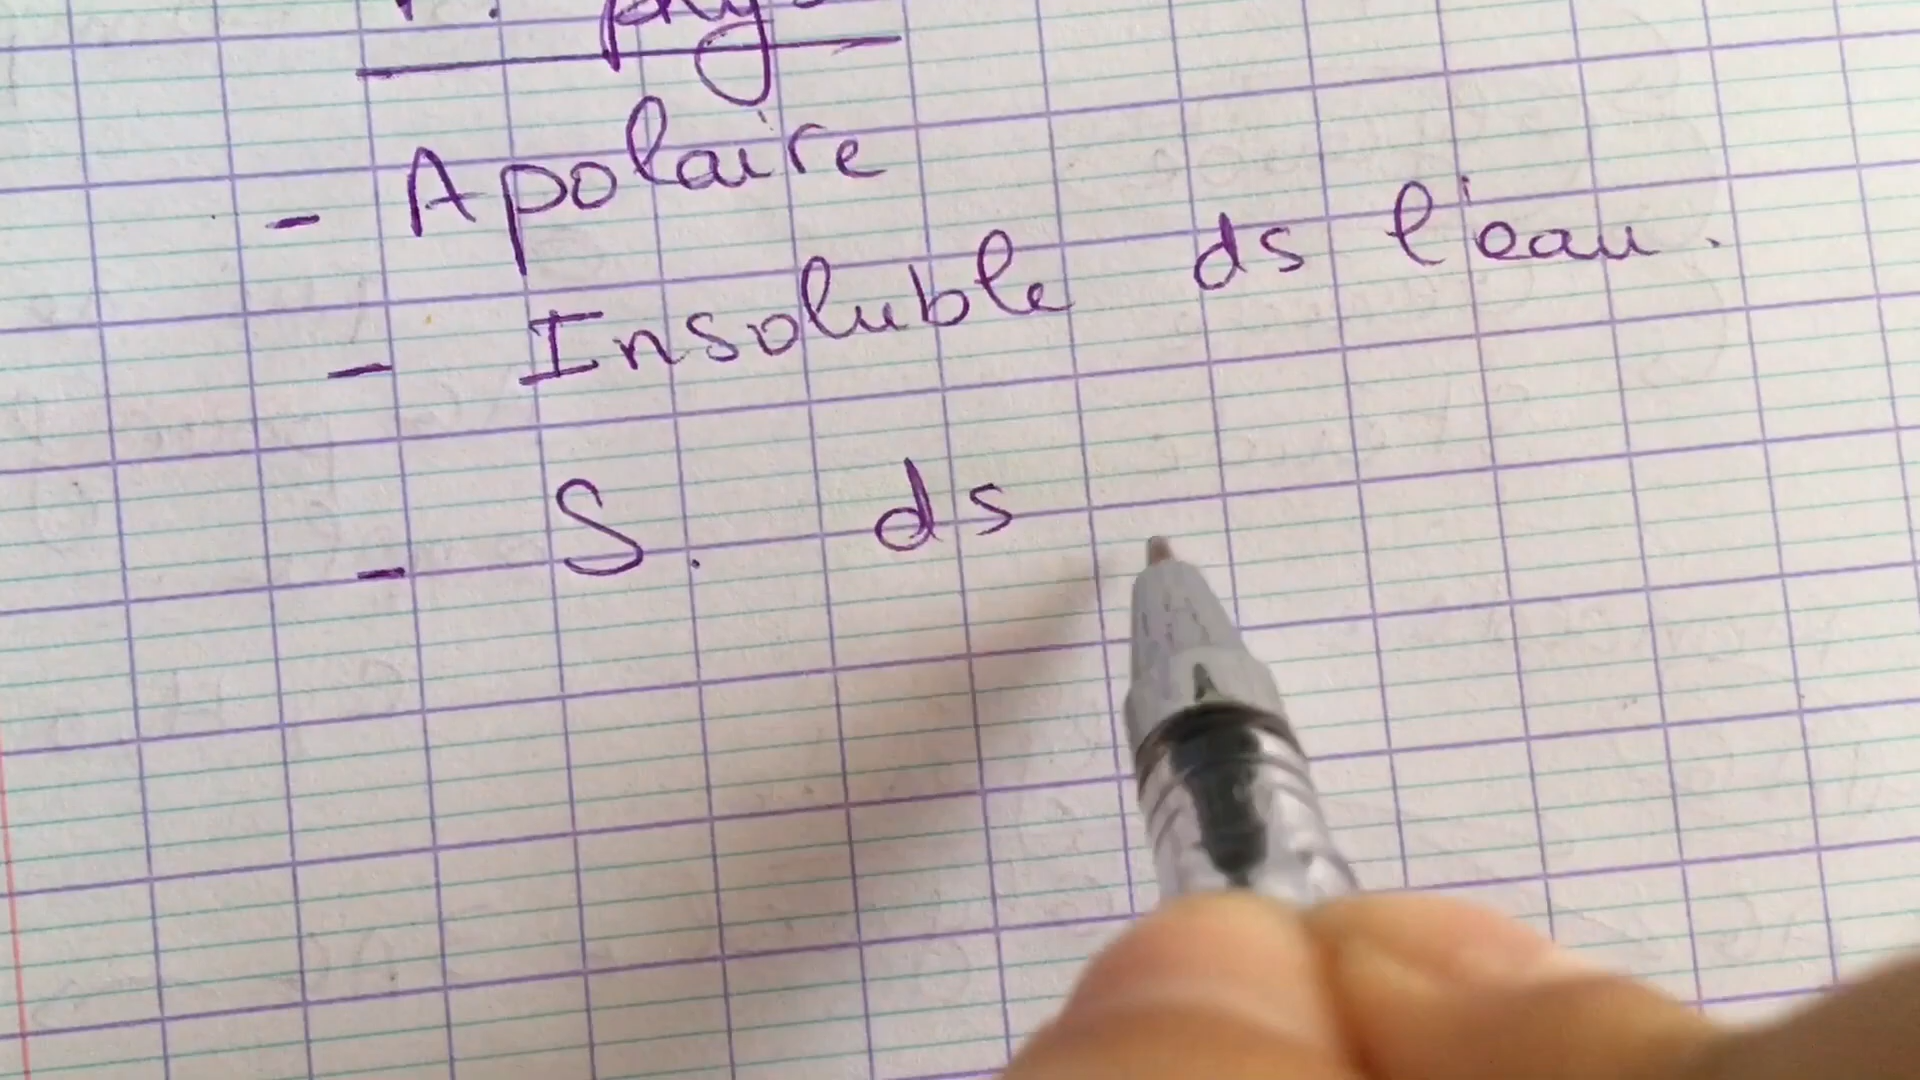 - Apolaire
- Insoluble ds l'eau.
- S. ds